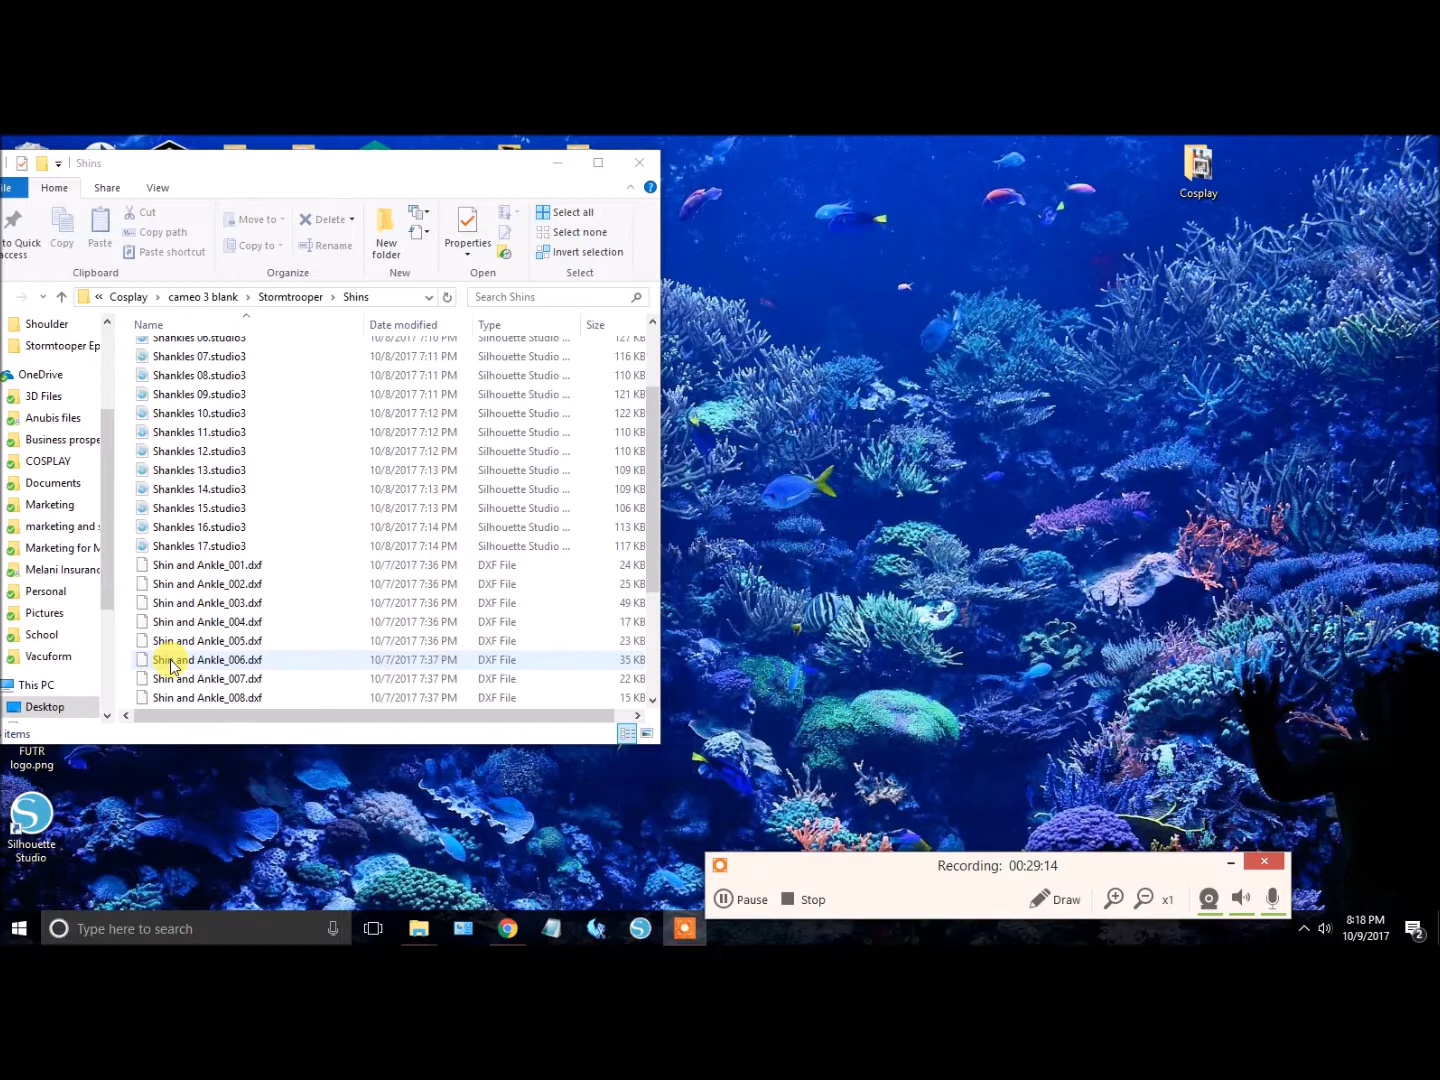 Shins
ile Home Share View
to Quick
access
Copy
Paste
Cut
Copy path
Paste shortcut
Clipboard
Move to
Copy to
Delete
Rename
Organize
New
folder
New
Properties
Open
Select all
Select none
Invert selection
Select
« Cosplay › cameo 3 blank › Stormtrooper › Shins
Search Shins
Shoulder
Stormtooper Ep
OneDrive
3D Files
Anubis files
Business prospe
COSPLAY
Documents
Marketing
marketing and s
Marketing for M
Melani Insuranc
Personal
Pictures
School
Vacuform
This PC
Desktop
Name Date modified Type Size
Shankles 06.studio3 10/8/2017 7:10 PM Silhouette Studio ... 127 KB
Shankles 07.studio3 10/8/2017 7:11 PM Silhouette Studio ... 116 KB
Shankles 08.studio3 10/8/2017 7:11 PM Silhouette Studio ... 110 KB
Shankles 09.studio3 10/8/2017 7:11 PM Silhouette Studio ... 121 KB
Shankles 10.studio3 10/8/2017 7:12 PM Silhouette Studio ... 122 KB
Shankles 11.studio3 10/8/2017 7:12 PM Silhouette Studio ... 110 KB
Shankles 12.studio3 10/8/2017 7:12 PM Silhouette Studio ... 110 KB
Shankles 13.studio3 10/8/2017 7:13 PM Silhouette Studio ... 109 KB
Shankles 14.studio3 10/8/2017 7:13 PM Silhouette Studio ... 109 KB
Shankles 15.studio3 10/8/2017 7:13 PM Silhouette Studio ... 106 KB
Shankles 16.studio3 10/8/2017 7:14 PM Silhouette Studio ... 113 KB
Shankles 17.studio3 10/8/2017 7:14 PM Silhouette Studio ... 117 KB
Shin and Ankle_001.dxf 10/7/2017 7:36 PM DXF File 24 KB
Shin and Ankle_002.dxf 10/7/2017 7:36 PM DXF File 25 KB
Shin and Ankle_003.dxf 10/7/2017 7:36 PM DXF File 49 KB
Shin and Ankle_004.dxf 10/7/2017 7:36 PM DXF File 17 KB
Shin and Ankle_005.dxf 10/7/2017 7:36 PM DXF File 23 KB
Shin and Ankle_006.dxf 10/7/2017 7:37 PM DXF File 35 KB
Shin and Ankle_007.dxf 10/7/2017 7:37 PM DXF File 22 KB
Shin and Ankle_008.dxf 10/7/2017 7:37 PM DXF File 15 KB
items
Cosplay
FUTR
logo.png
Silhouette
Studio
Recording: 00:29:14
Pause Stop Draw x1
Type here to search
8:18 PM
10/9/2017
2